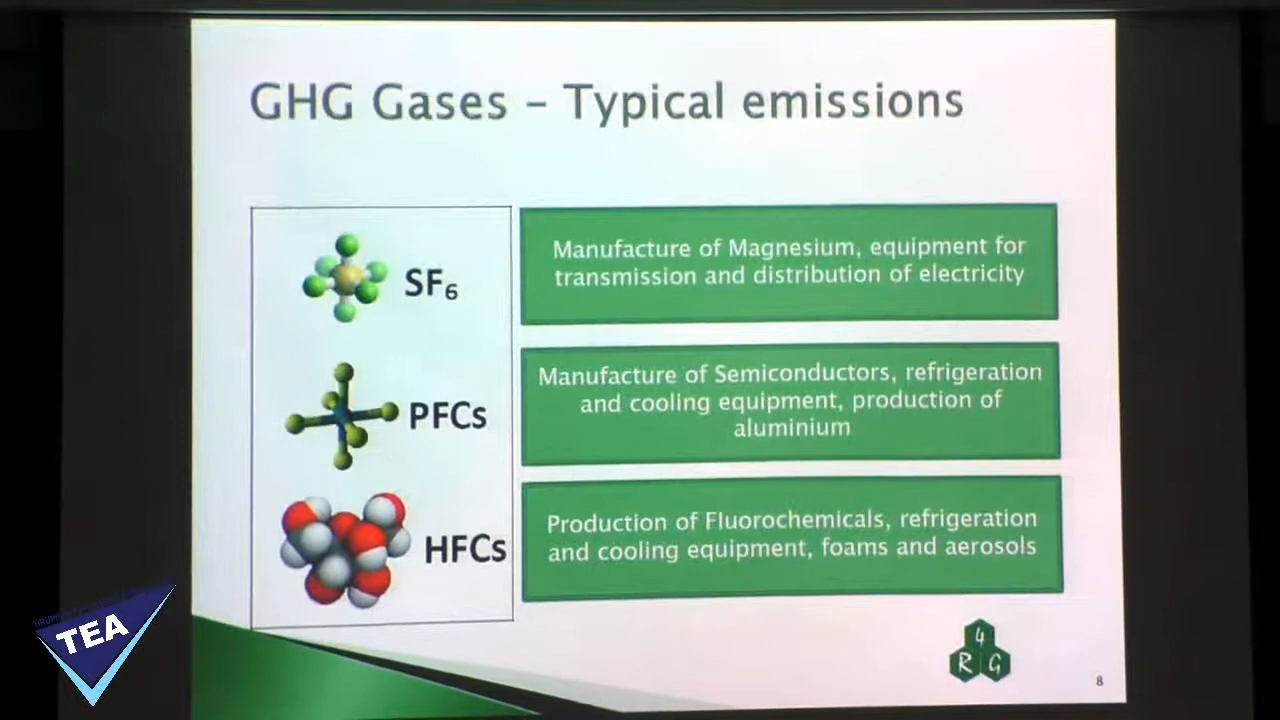 GHG Gases – Typical emissions
SF₆
Manufacture of Magnesium, equipment for
transmission and distribution of electricity
PFCs
Manufacture of Semiconductors, refrigeration
and cooling equipment, production of
aluminium
HFCs
Production of Fluorochemicals, refrigeration
and cooling equipment, foams and aerosols
TEA
4
R G
8